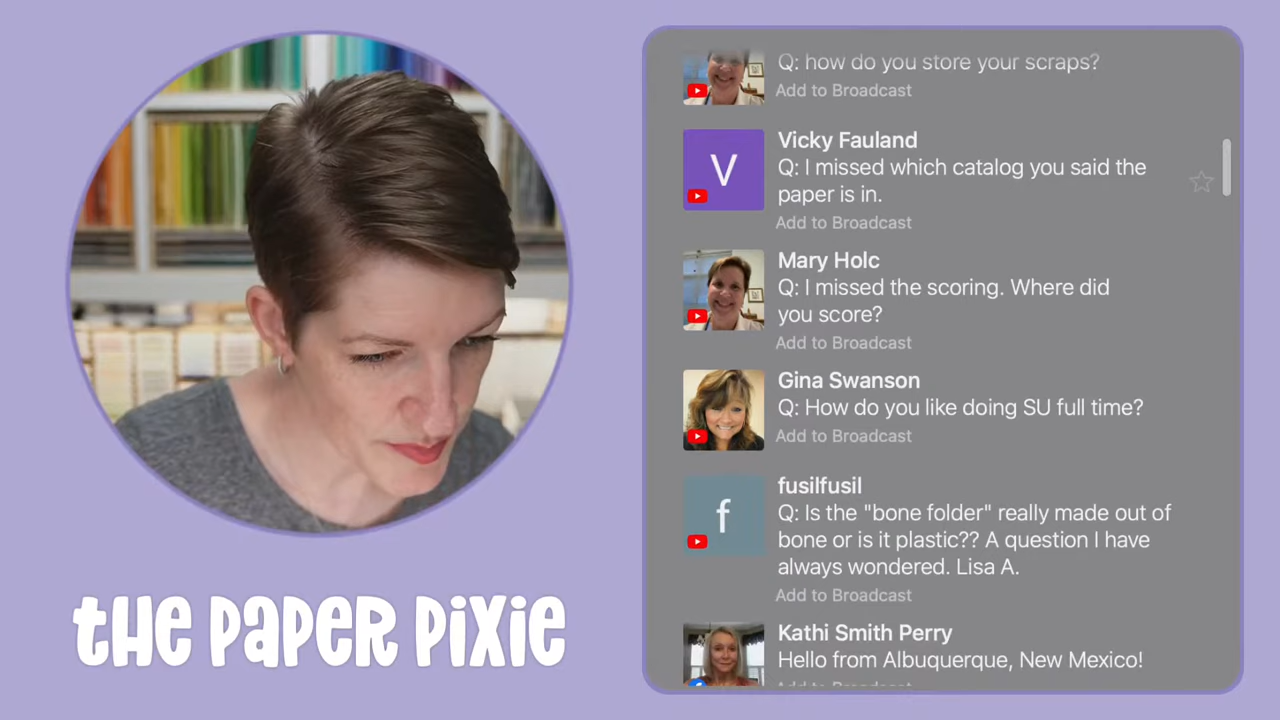 Q: how do you store your scraps?
Add to Broadcast
V
Vicky Fauland
Q: I missed which catalog you said the
paper is in.
Add to Broadcast
Mary Holc
Q: I missed the scoring. Where did
you score?
Add to Broadcast
Gina Swanson
Q: How do you like doing SU full time?
Add to Broadcast
f
fusilfusil
Q: Is the "bone folder" really made out of
bone or is it plastic?? A question I have
always wondered. Lisa A.
Add to Broadcast
Kathi Smith Perry
Hello from Albuquerque, New Mexico!
Add to Broadcast
the paper pixie